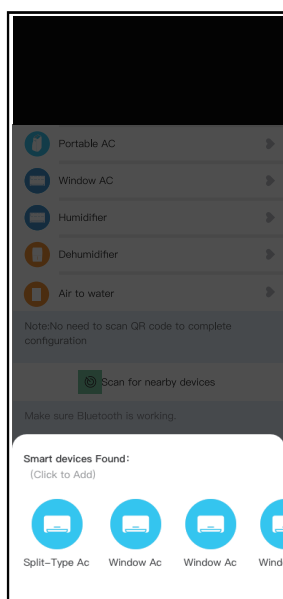 Portable AC
Window AC
Humidifier
Dehumidifier
Air to water
Note:No need to scan QR code to complete
configuration
Scan for nearby devices
Make sure Bluetooth is working.
Smart devices Found:
(Click to Add)
Split-Type Ac Window Ac Window Ac Wind